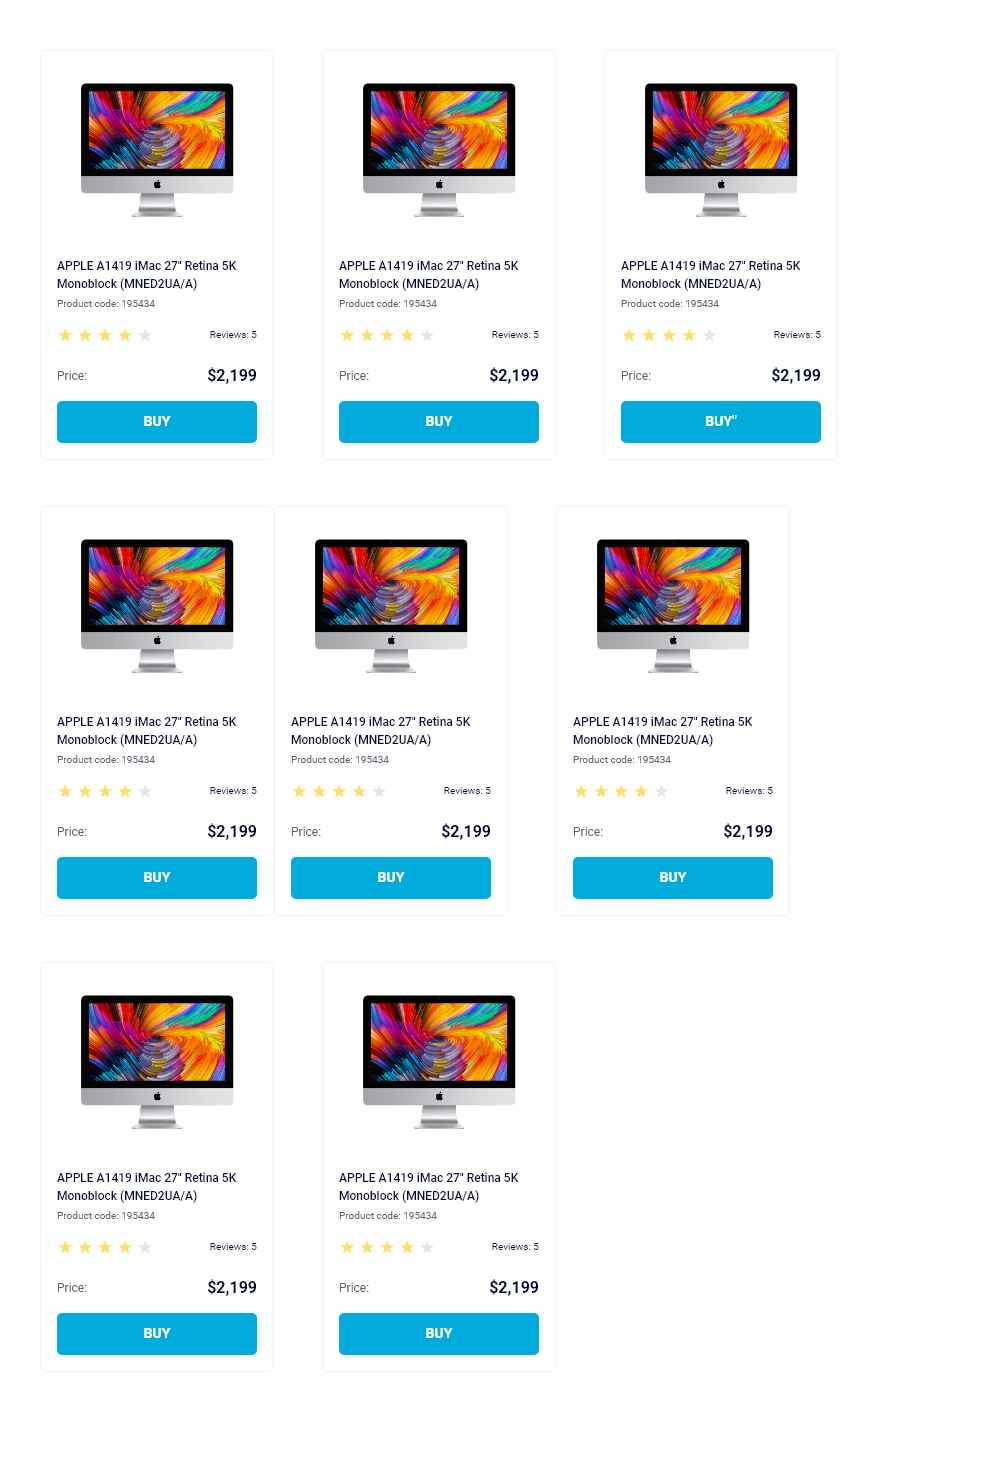 APPLE A1419 iMac 27" Retina 5K
Monoblock (MNED2UA/A)
Product code: 195434
Reviews: 5
Price: $2,199
BUY
APPLE A1419 iMac 27" Retina 5K
Monoblock (MNED2UA/A)
Product code: 195434
Reviews: 5
Price: $2,199
BUY
APPLE A1419 iMac 27" Retina 5K
Monoblock (MNED2UA/A)
Product code: 195434
Reviews: 5
Price: $2,199
BUY"
APPLE A1419 iMac 27" Retina 5K
Monoblock (MNED2UA/A)
Product code: 195434
Reviews: 5
Price: $2,199
BUY
APPLE A1419 iMac 27" Retina 5K
Monoblock (MNED2UA/A)
Product code: 195434
Reviews: 5
Price: $2,199
BUY
APPLE A1419 iMac 27" Retina 5K
Monoblock (MNED2UA/A)
Product code: 195434
Reviews: 5
Price: $2,199
BUY
APPLE A1419 iMac 27" Retina 5K
Monoblock (MNED2UA/A)
Product code: 195434
Reviews: 5
Price: $2,199
BUY
APPLE A1419 iMac 27" Retina 5K
Monoblock (MNED2UA/A)
Product code: 195434
Reviews: 5
Price: $2,199
BUY